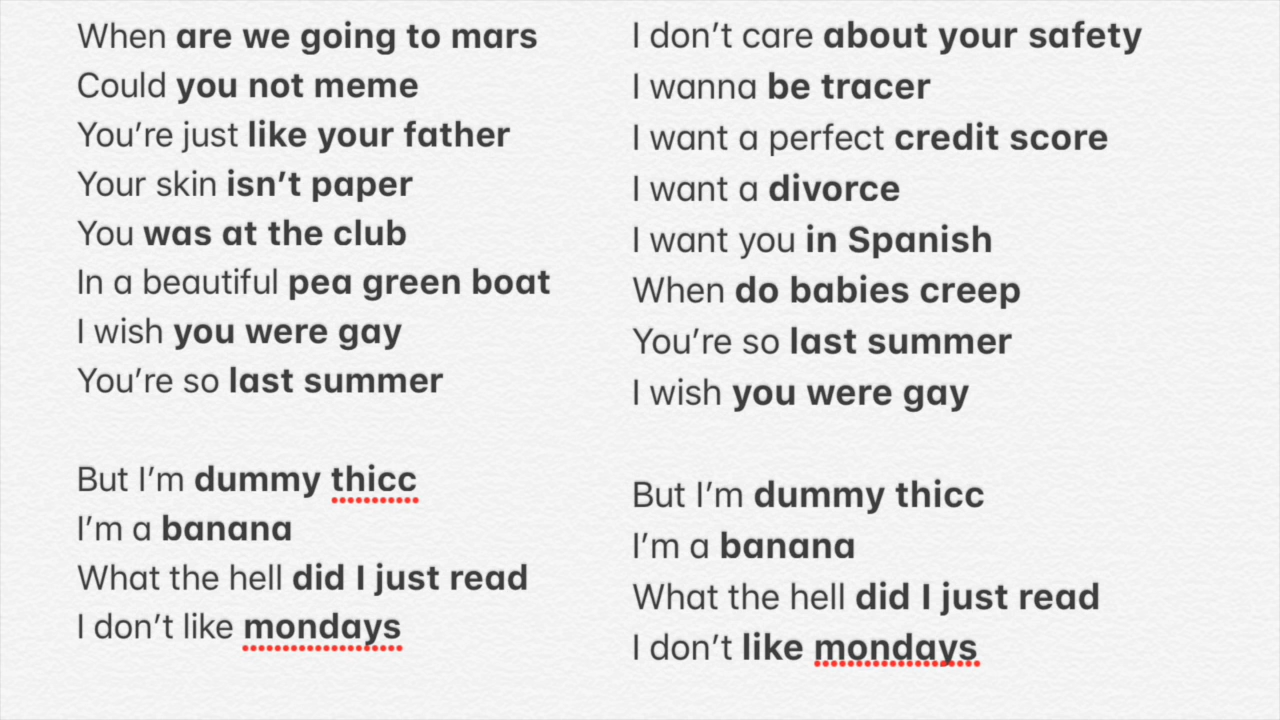 When are we going to mars
Could you not meme
You’re just like your father
Your skin isn’t paper
You was at the club
In a beautiful pea green boat
I wish you were gay
You’re so last summer
But I’m dummy thicc
I’m a banana
What the hell did I just read
I don’t like mondays
I don’t care about your safety
I wanna be tracer
I want a perfect credit score
I want a divorce
I want you in Spanish
When do babies creep
You’re so last summer
I wish you were gay
But I’m dummy thicc
I’m a banana
What the hell did I just read
I don’t like mondays